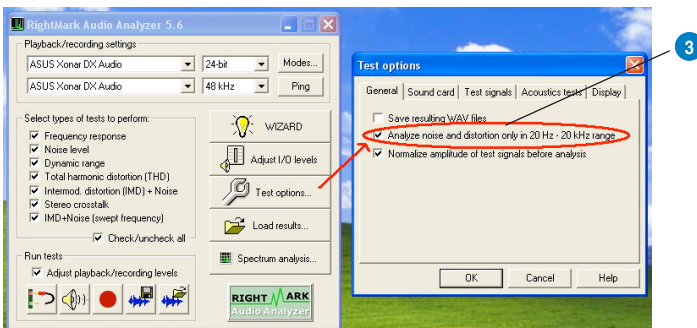 RightMark Audio Analyzer 5.6
Playback/recording settings
ASUS Xonar DX Audio
24-bit
Modes...
ASUS Xonar DX Audio
48 kHz
Ping
Select types of tests to perform:
Frequency response
Noise level
Dynamic range
Total harmonic distortion (THD)
Intermod. distortion (IMD) + Noise
Stereo crosstalk
IMD+Noise (swept frequency)
Check/uncheck all
WIZARD
Adjust I/O levels
Test options...
Load results...
Spectrum analysis...
Run tests
Adjust playback/recording levels
RIGHT MARK
Audio Analyzer
3
Test options
General
Sound card
Test signals
Acoustics tests
Display
Save resulting WAV files
Analyze noise and distortion only in 20 Hz - 20 kHz range
Normalize amplitude of test signals before analysis
OK
Cancel
Help